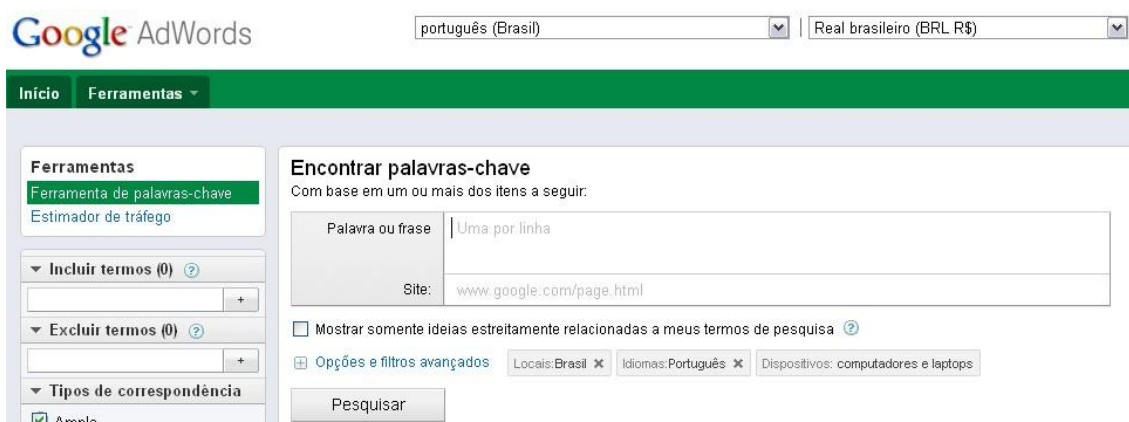 Google AdWords
português (Brasil)
Real brasileiro (BRL R$)
Início
Ferramentas
Ferramentas
Ferramenta de palavras-chave
Estimador de tráfego
Incluir termos (0)
+
Excluir termos (0)
+
Tipos de correspondência
Ampla
Encontrar palavras-chave
Com base em um ou mais dos itens a seguir:
Palavra ou frase
Uma por linha
Site:
www.google.com/page.html
Mostrar somente ideias estreitamente relacionadas a meus termos de pesquisa
Opções e filtros avançados
Locais:Brasil
Idiomas:Português
Dispositivos: computadores e laptops
Pesquisar